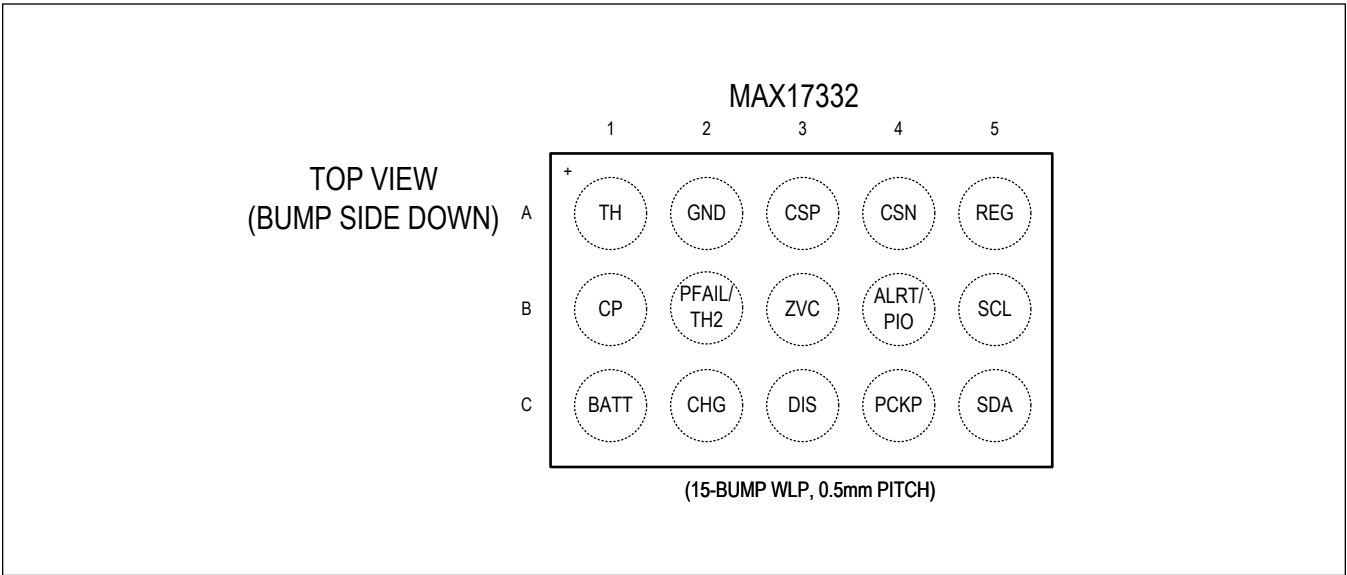 MAX17332
1 2 3 4 5
TOP VIEW
(BUMP SIDE DOWN)
+
A TH GND CSP CSN REG
B CP PFAIL/ ZVC ALRT/ SCL
TH2 PIO
C BATT CHG DIS PCKP SDA
(15-BUMP WLP, 0.5mm PITCH)